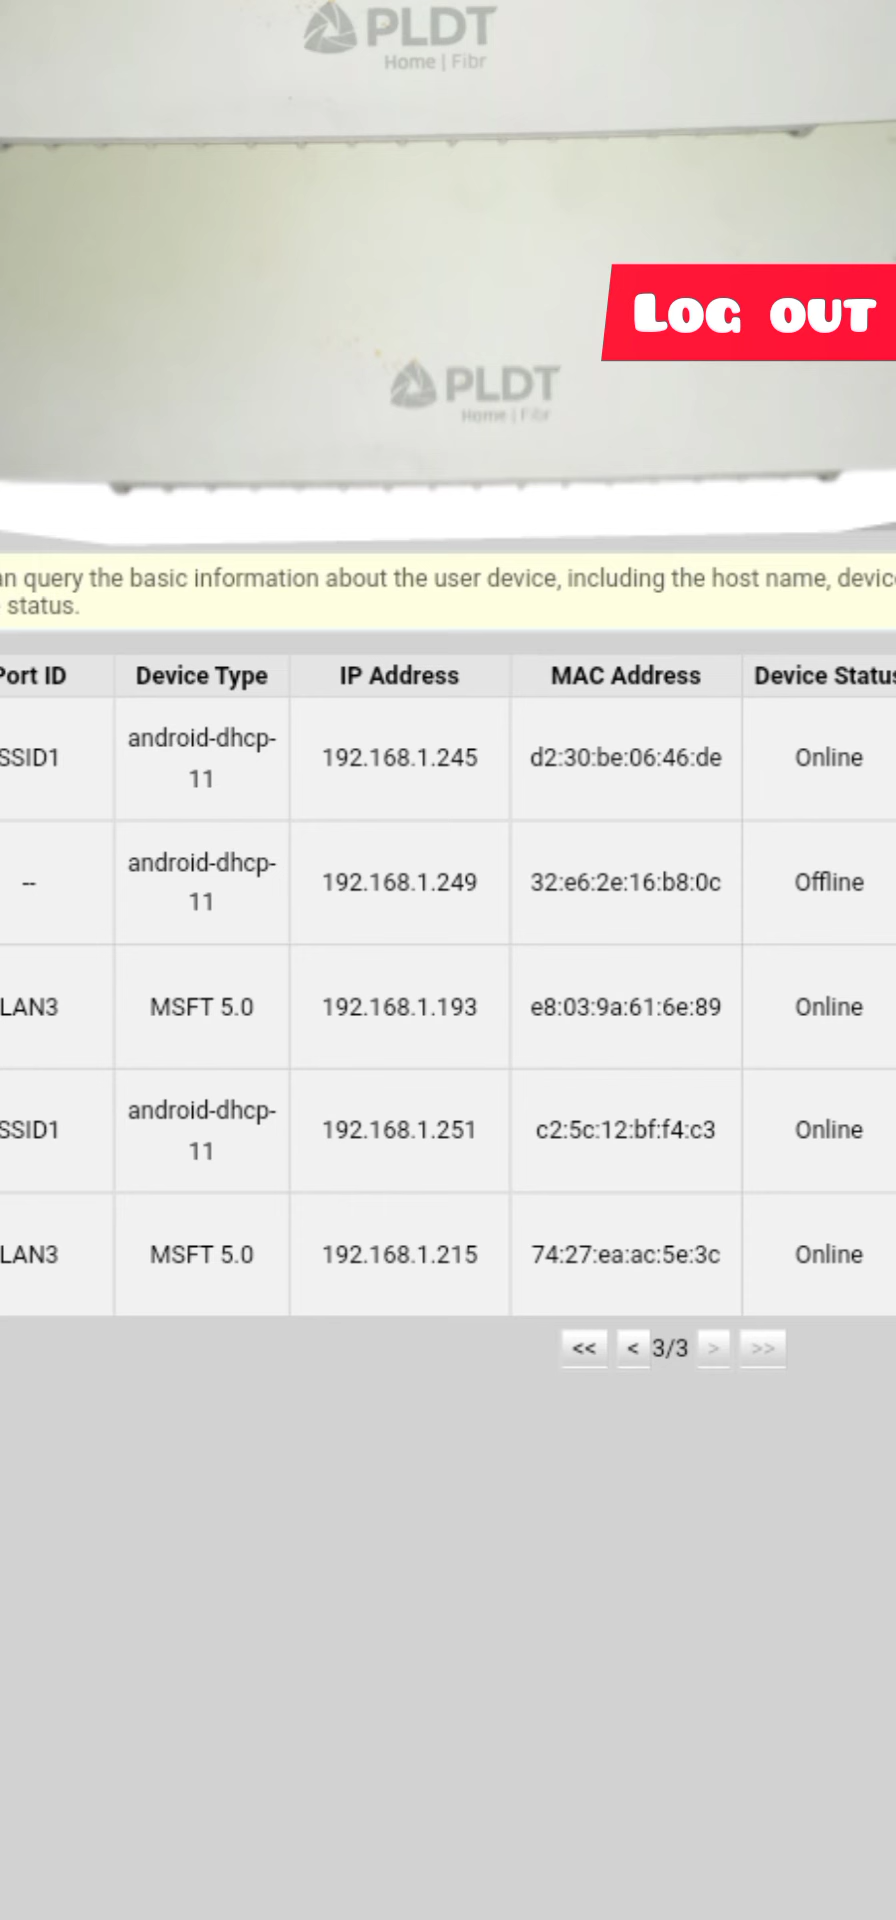 PLDT
Home | Fibr
LOG OUT
PLDT
Home | Fibr
an query the basic information about the user device, including the host name, devic
status.
Port ID Device Type IP Address MAC Address Device Status
SSID1 android-dhcp-11 192.168.1.245 d2:30:be:06:46:de Online
-- android-dhcp-11 192.168.1.249 32:e6:2e:16:b8:0c Offline
LAN3 MSFT 5.0 192.168.1.193 e8:03:9a:61:6e:89 Online
SSID1 android-dhcp-11 192.168.1.251 c2:5c:12:bf:f4:c3 Online
LAN3 MSFT 5.0 192.168.1.215 74:27:ea:ac:5e:3c Online
<< < 3/3 > >>